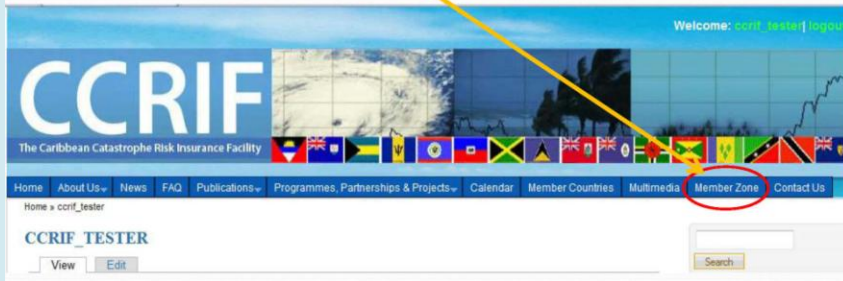 Welcome: ccrif_tester| logout
CCRIF
The Caribbean Catastrophe Risk Insurance Facility
Home About Us News FAQ Publications Programmes, Partnerships & Projects Calendar Member Countries Multimedia Member Zone Contact Us
Home » ccrif_tester
CCRIF_TESTER
View Edit
Search